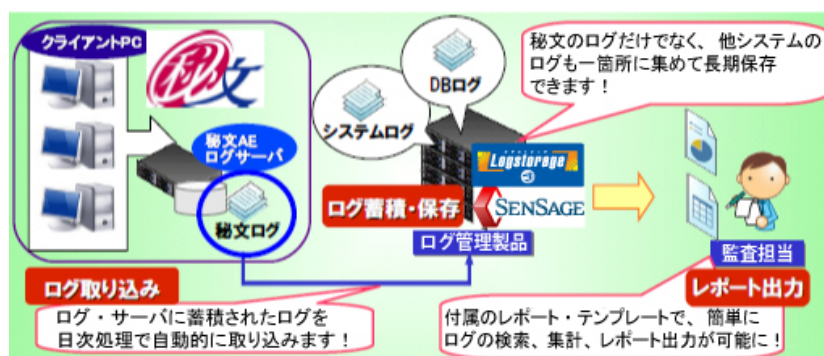 クライアントPC
秘文
秘文AE
ログサーバ
秘文ログ
ログ取り込み
ログ・サーバに蓄積されたログを
日次処理で自動的に取り込みます！
システムログ
DBログ
Logstorage
SENSAGE
ログ蓄積・保存
ログ管理製品
秘文のログだけでなく、他システムの
ログも一箇所に集めて長期保存
できます！
監査担当
レポート出力
付属のレポート・テンプレートで、簡単に
ログの検索、集計、レポート出力が可能に！